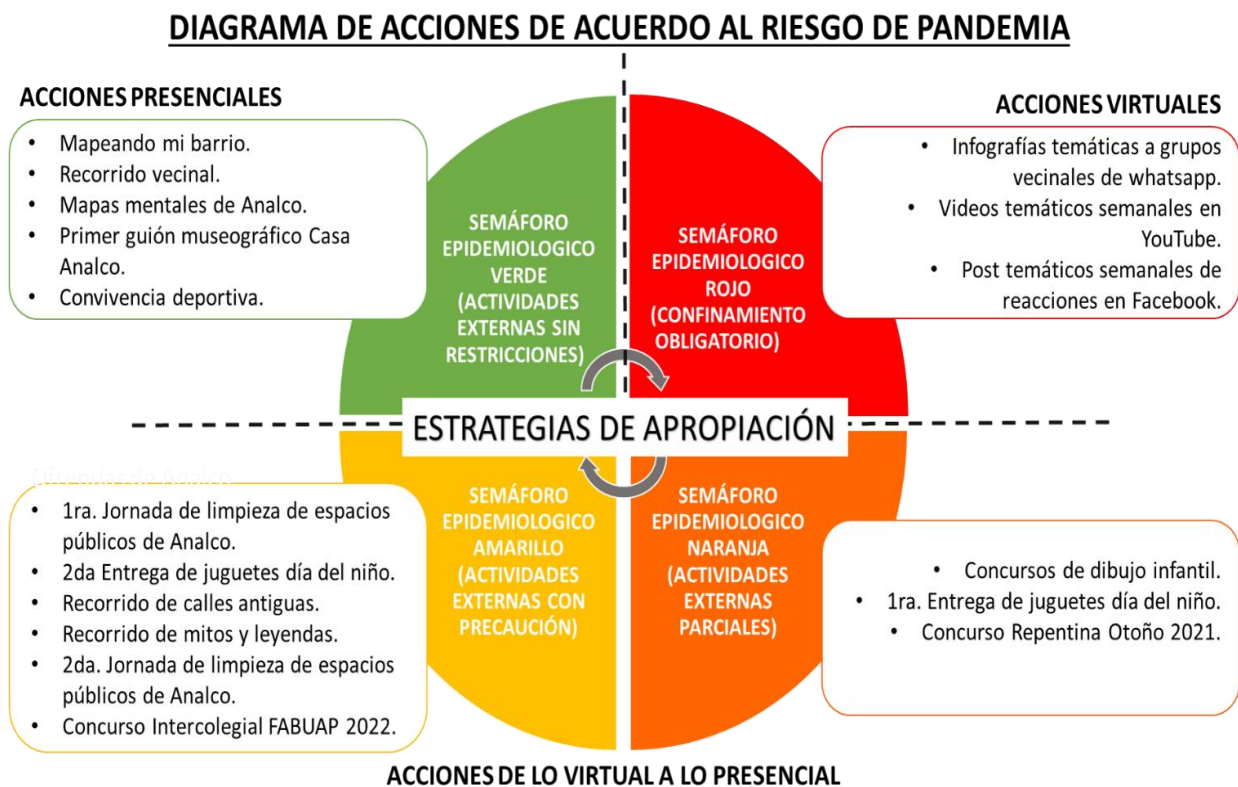 DIAGRAMA DE ACCIONES DE ACUERDO AL RIESGO DE PANDEMIA
ACCIONES PRESENCIALES
• Mapeando mi barrio.
• Recorrido vecinal.
• Mapas mentales de Analco.
• Primer guión museográfico Casa
Analco.
• Convivencia deportiva.
SEMÁFORO
EPIDEMIOLOGICO
VERDE
(ACTIVIDADES
EXTERNAS SIN
RESTRICCIONES)
SEMÁFORO
EPIDEMIOLOGICO
ROJO
(CONFINAMIENTO
OBLIGATORIO)
ACCIONES VIRTUALES
• Infografías temáticas a grupos
vecinales de whatsapp.
• Videos temáticos semanales en
YouTube.
• Post temáticos semanales de
reacciones en Facebook.
ESTRATEGIAS DE APROPIACIÓN
• 1ra. Jornada de limpieza de espacios
públicos de Analco.
• 2da Entrega de juguetes día del niño.
• Recorrido de calles antiguas.
• Recorrido de mitos y leyendas.
• 2da. Jornada de limpieza de espacios
públicos de Analco.
• Concurso Intercolegial FABUAP 2022.
SEMÁFORO
EPIDEMIOLOGICO
AMARILLO
(ACTIVIDADES
EXTERNAS CON
PRECAUCIÓN)
SEMÁFORO
EPIDEMIOLOGICO
NARANJA
(ACTIVIDADES
EXTERNAS
PARCIALES)
• Concursos de dibujo infantil.
• 1ra. Entrega de juguetes día del niño.
• Concurso Repentina Otoño 2021.
ACCIONES DE LO VIRTUAL A LO PRESENCIAL